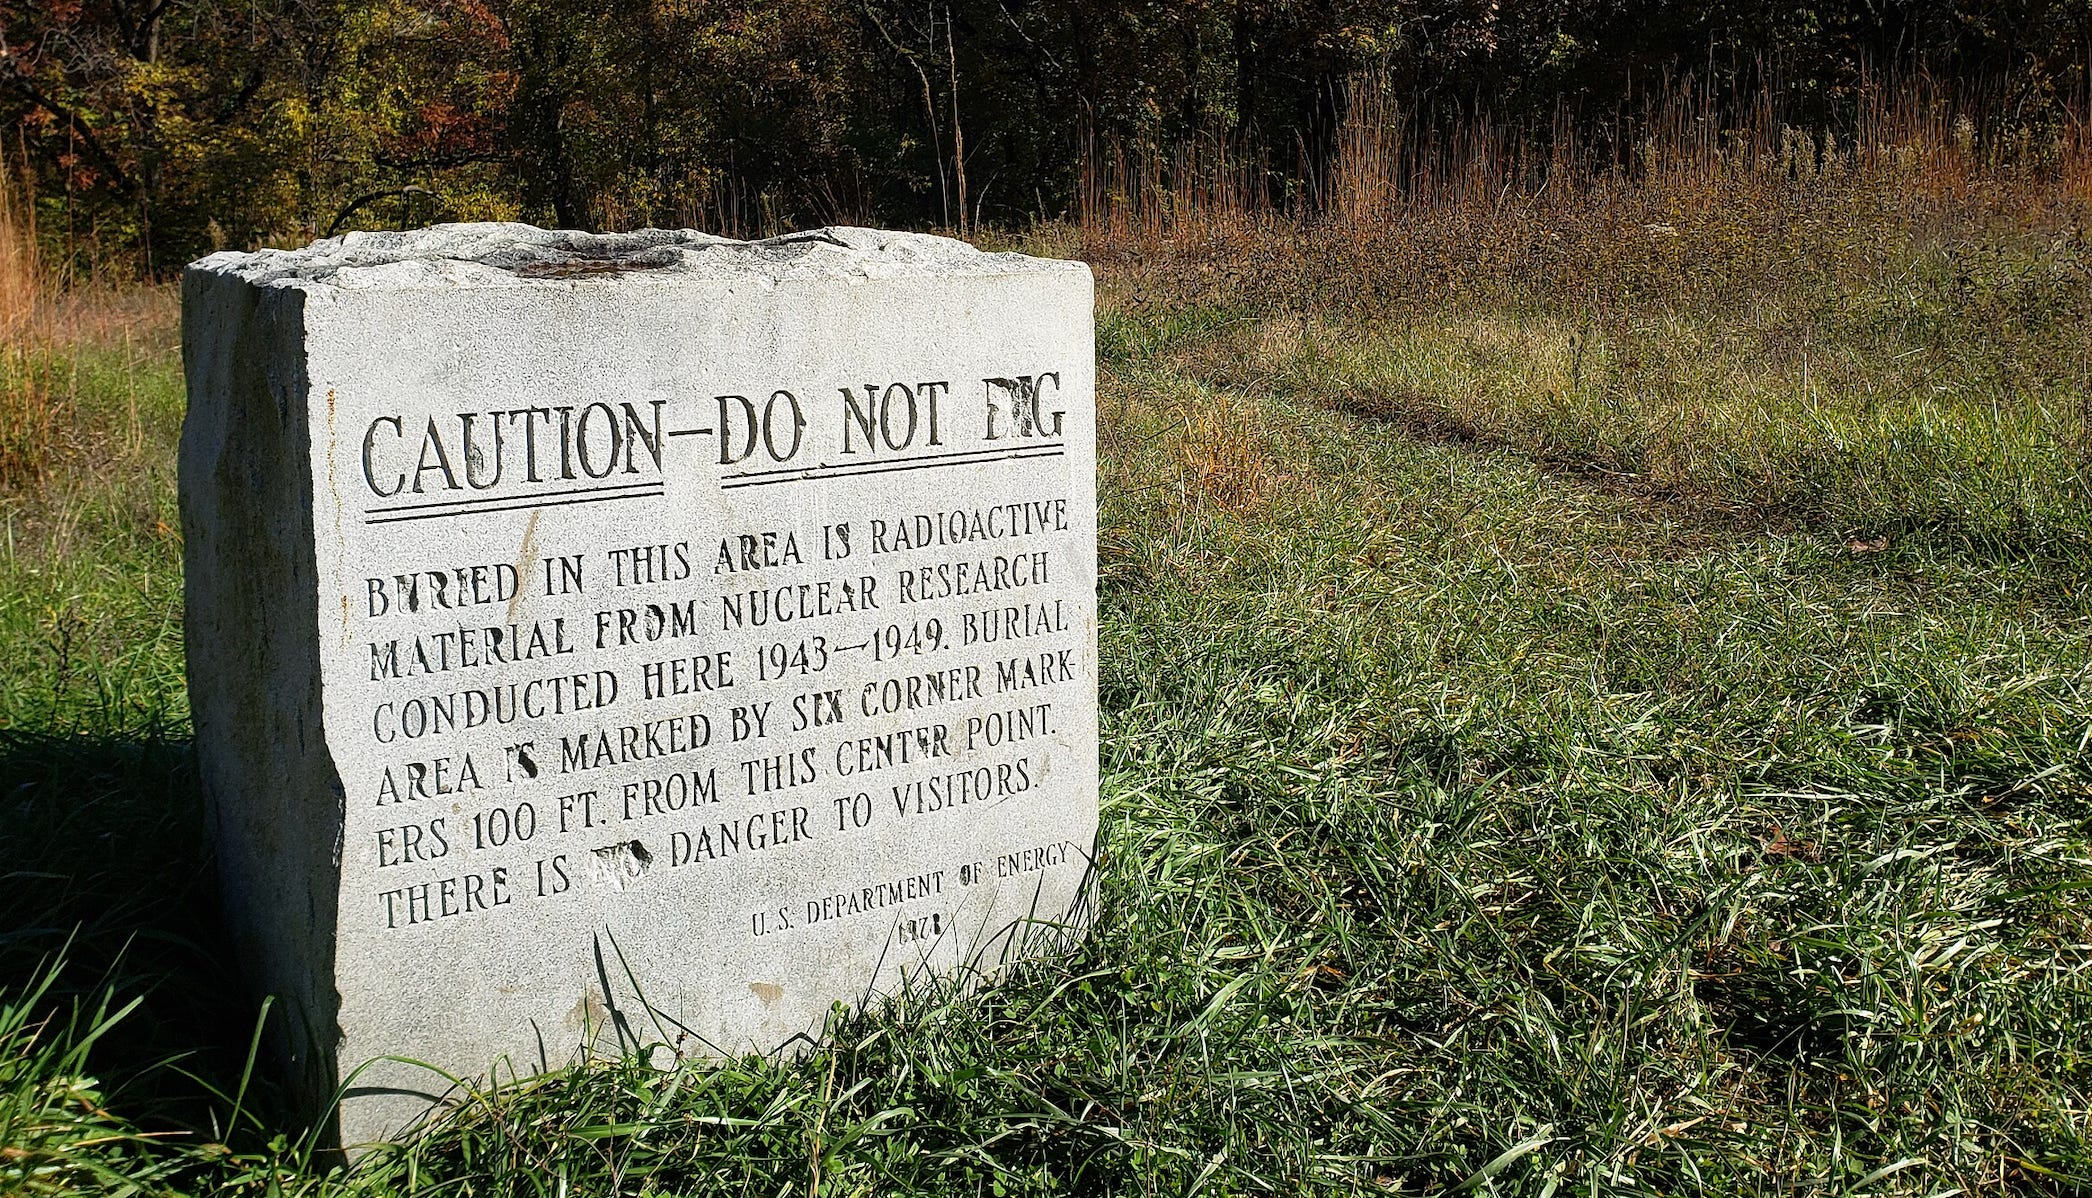 CAUTION—DO NOT DIG
BURIED IN THIS AREA IS RADIOACTIVE
MATERIAL FROM NUCLEAR RESEARCH
CONDUCTED HERE 1943—1949. BURIAL
AREA IS MARKED BY SIX CORNER MARK-
ERS 100 FT. FROM THIS CENTER POINT.
THERE IS NO DANGER TO VISITORS.
U. S. DEPARTMENT OF ENERGY
1978